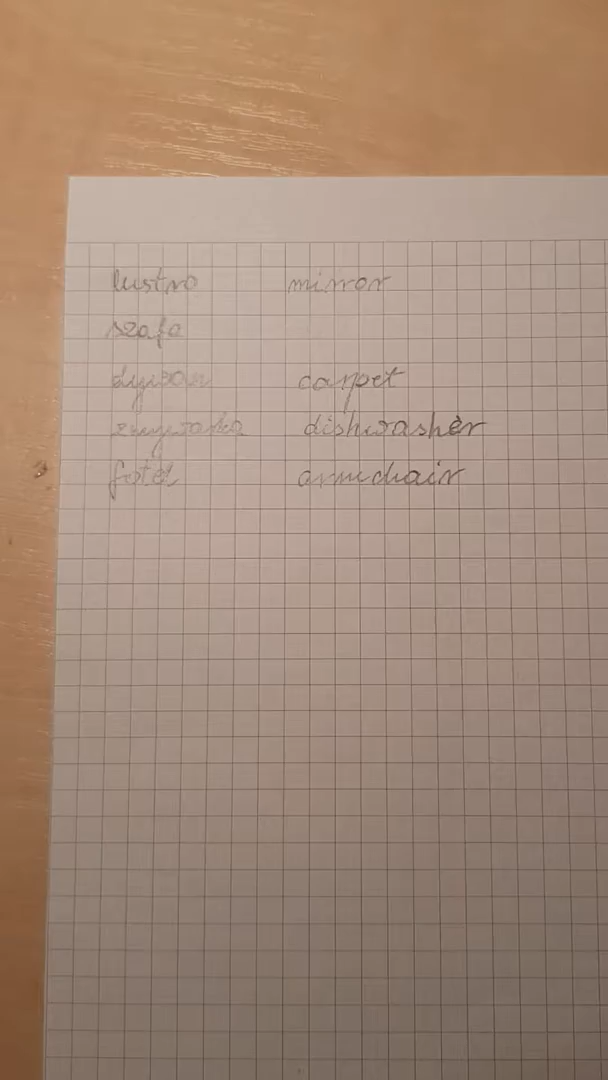 lustro mirror
szafa
dywan carpet
zmywarka dishwasher
fotel armchair